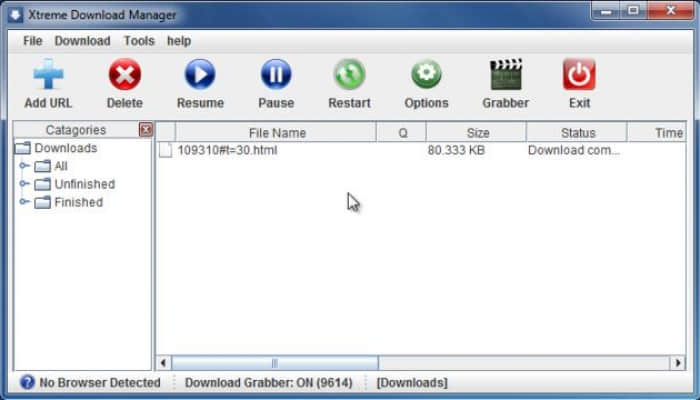 Xtreme Download Manager
File Download Tools help
Add URL Delete Resume Pause Restart Options Grabber Exit
Catagories File Name Q Size Status Time
Downloads 109310#t=30.html 80.333 KB Download com...
All
Unfinished
Finished
? No Browser Detected Download Grabber: ON (9614) [Downloads]